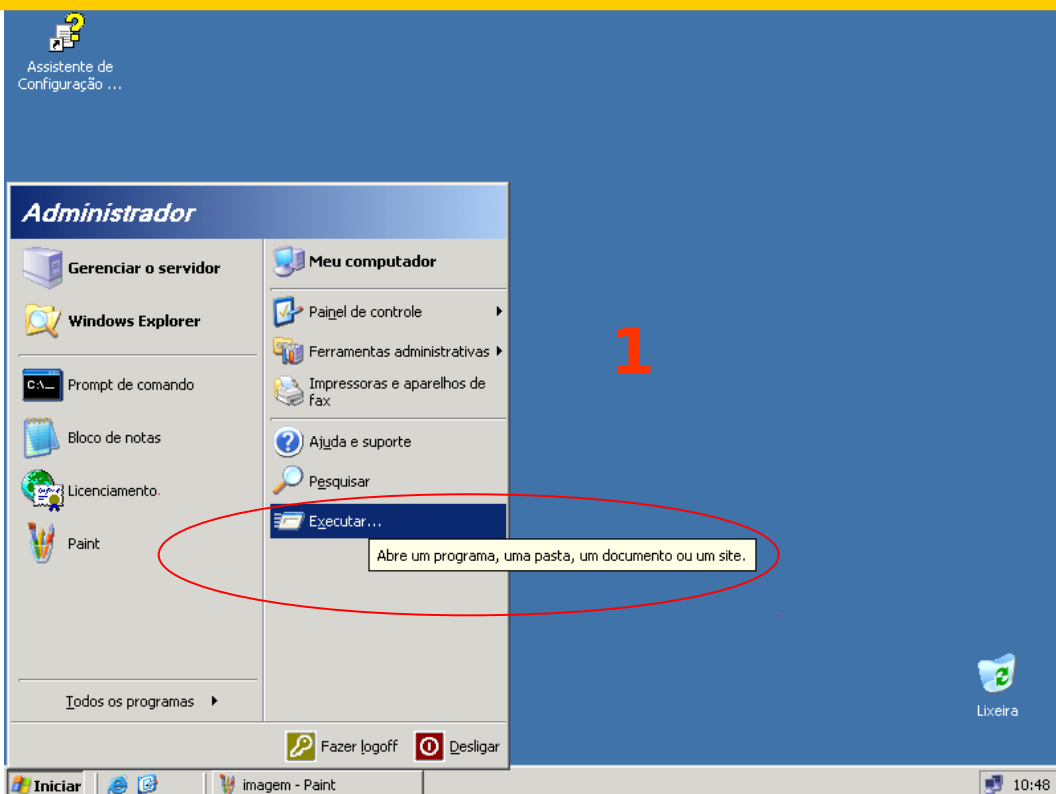 Assistente de
Configuração ...
Administrador
Gerenciar o servidor
Windows Explorer
C:\_
Prompt de comando
Bloco de notas
Licenciamento
Paint
Todos os programas
Meu computador
Painel de controle
Ferramentas administrativas
Impressoras e aparelhos de
fax
Ajuda e suporte
Pesquisar
Executar...
Abre um programa, uma pasta, um documento ou um site.
1
Fazer logoff
Desligar
Lixeira
Iniciar
imagem - Paint
10:48